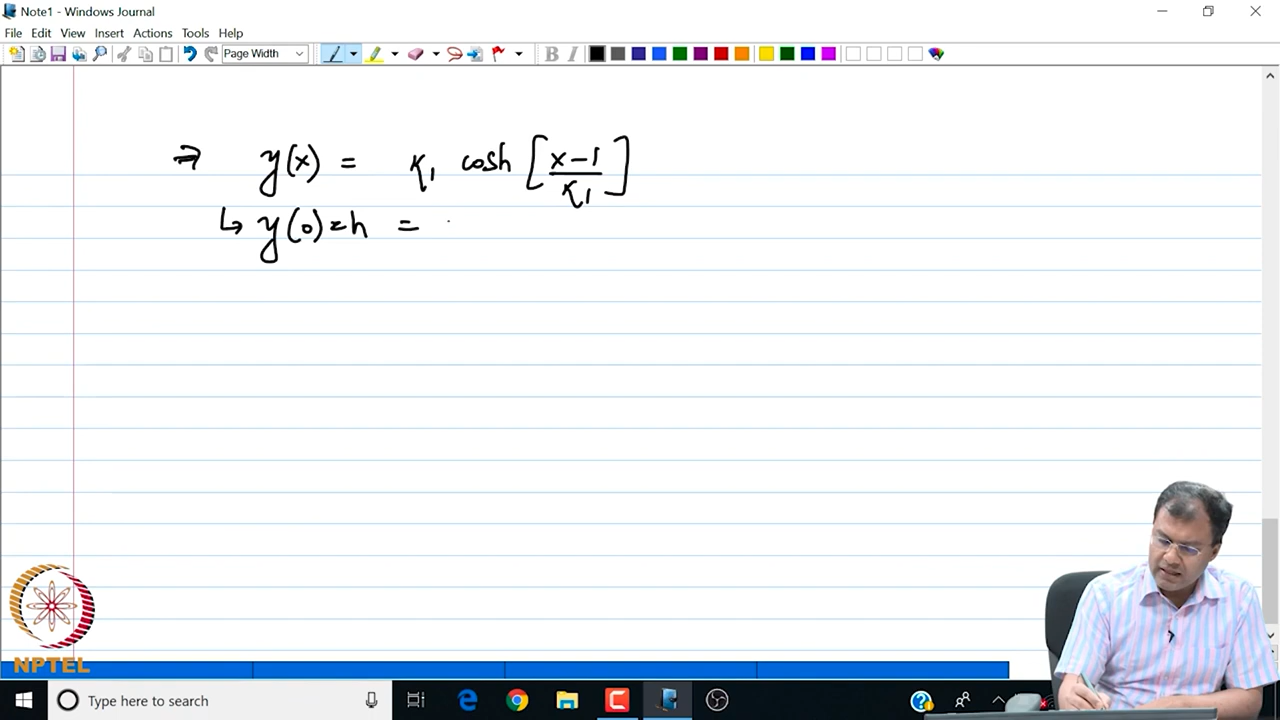 Note1 - Windows Journal
File Edit View Insert Actions Tools Help
Page Width
B I
⇒ y(x) = K₁ cosh [(x-1)/K₁]
↳ y(0)=h =
NPTEL
Type here to search